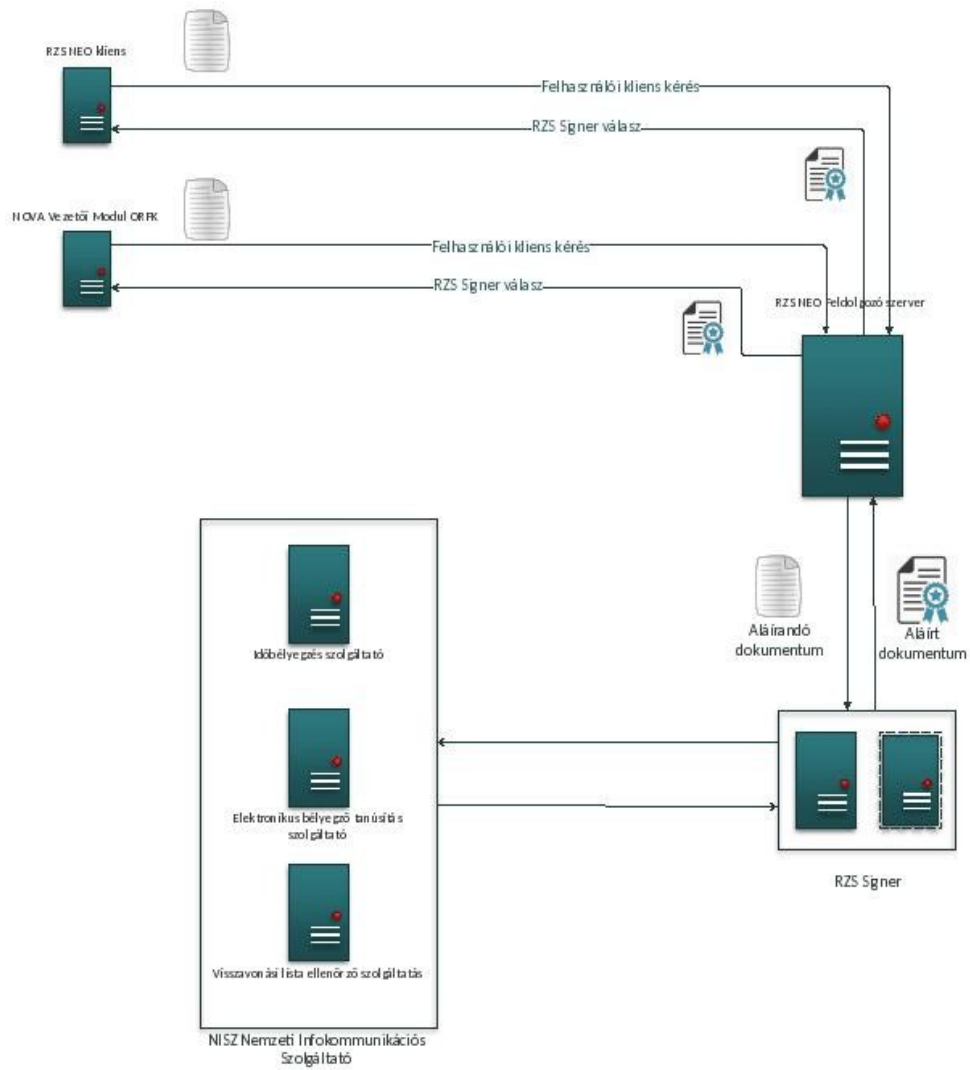 RZS NEO kliens
Felhasználói kliens kérés
RZS Signer válasz
NOVA Vezetői Modul ORFK
Felhasználói kliens kérés
RZS Signer válasz
RZS NEO Feldolgozó szerver
Időbélyegzés szolgáltató
Aláírandó
dokumentum
Aláírt
dokumentum
Elektronikus bélyegző tanúsítás
szolgáltató
RZS Signer
Visszavonási lista ellenőrző szolgáltatás
NISZ Nemzeti Infokommunikációs
Szolgáltató